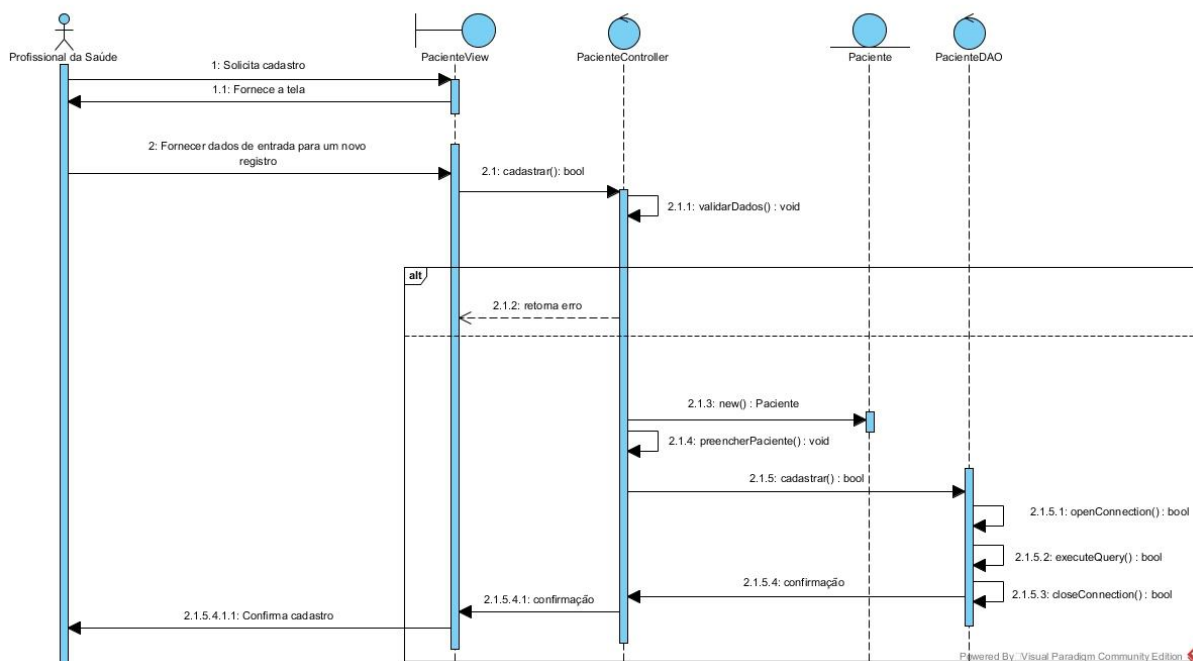 Profissional da Saúde
PacienteView
PacienteController
Paciente
PacienteDAO
1: Solicita cadastro
1.1: Fornece a tela
2: Fornecer dados de entrada para um novo
registro
2.1: cadastrar(): bool
2.1.1: validarDados() : void
alt
2.1.2: retorna erro
2.1.3: new() : Paciente
2.1.4: preencherPaciente() : void
2.1.5: cadastrar() : bool
2.1.5.1: openConnection() : bool
2.1.5.2: executeQuery() : bool
2.1.5.3: closeConnection() : bool
2.1.5.4: confirmação
2.1.5.4.1: confirmação
2.1.5.4.1.1: Confirma cadastro
Powered By Visual Paradigm Community Edition